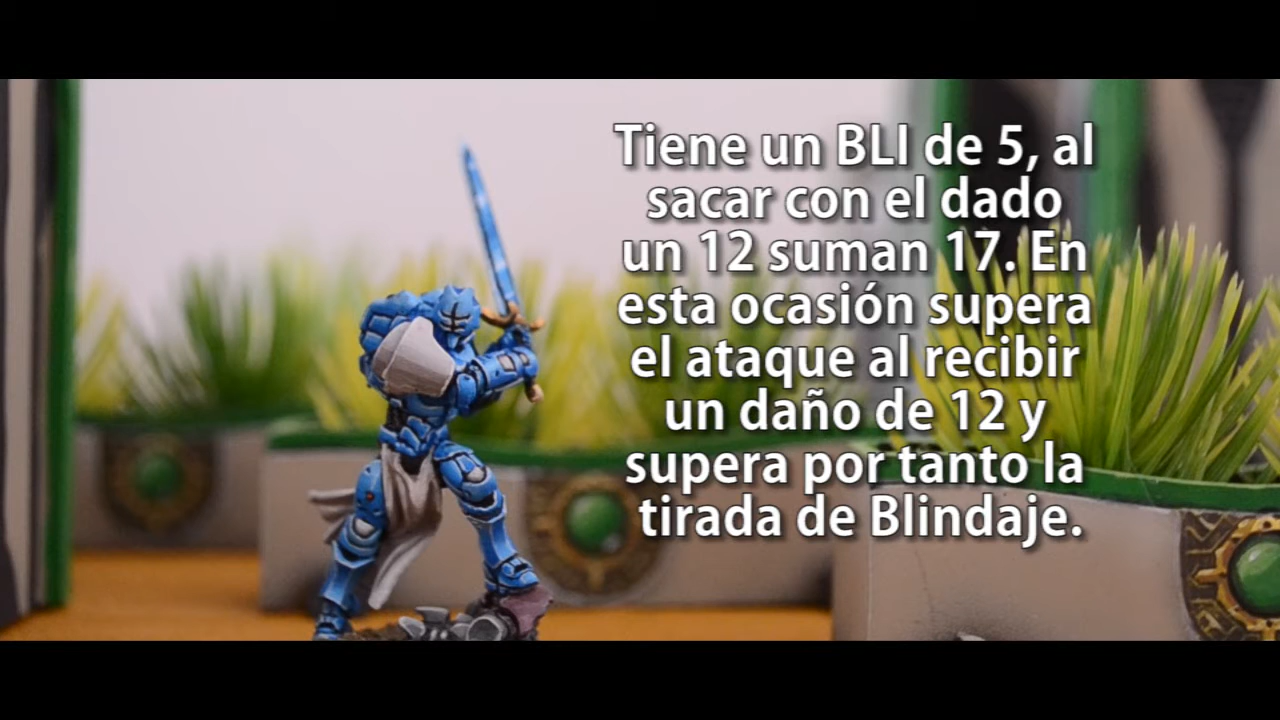 Tiene un BLI de 5, al
sacar con el dado
un 12 suman 17. En
esta ocasión supera
el ataque al recibir
un daño de 12 y
supera por tanto la
tirada de Blindaje.